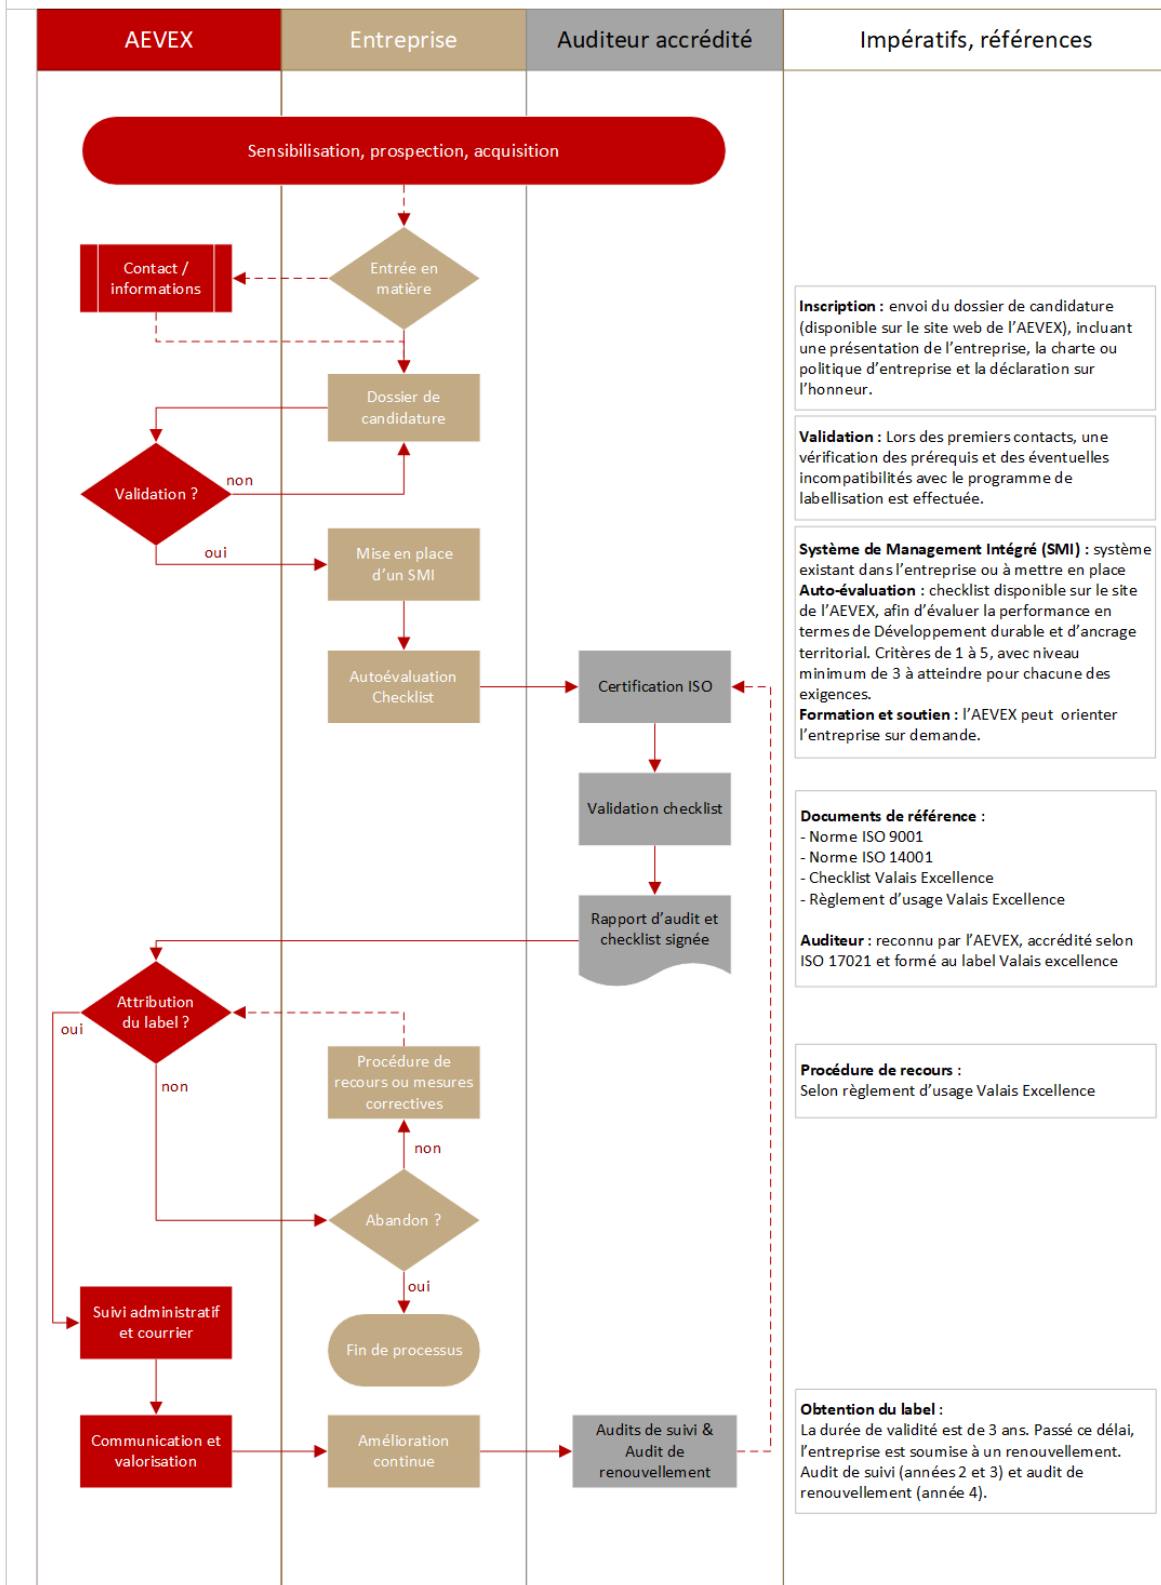 AEVEX
Entreprise
Auditeur accrédité
Impératifs, références
Sensibilisation, prospection, acquisition
Entrée en
matière
Contact /
informations
Inscription : envoi du dossier de candidature
(disponible sur le site web de l'AEVEX), incluant
une présentation de l'entreprise, la charte ou
politique d'entreprise et la déclaration sur
l'honneur.
Dossier de
candidature
Validation : Lors des premiers contacts, une
vérification des prérequis et des éventuelles
incompatibilités avec le programme de
labellisation est effectuée.
Validation ?
non
oui
Mise en place
d'un SMI
Système de Management Intégré (SMI) : système
existant dans l'entreprise ou à mettre en place
Auto-évaluation : checklist disponible sur le site
de l'AEVEX, afin d'évaluer la performance en
termes de Développement durable et d'ancrage
territorial. Critères de 1 à 5, avec niveau
minimum de 3 à atteindre pour chacune des
exigences.
Formation et soutien : l'AEVEX peut orienter
l'entreprise sur demande.
Autoévaluation
Checklist
Certification ISO
Validation checklist
Documents de référence :
- Norme ISO 9001
- Norme ISO 14001
- Checklist Valais Excellence
- Règlement d'usage Valais Excellence
Auditeur : reconnu par l'AEVEX, accrédité selon
ISO 17021 et formé au label Valais excellence
Rapport d'audit et
checklist signée
Attribution
du label ?
oui
non
Procédure de
recours ou mesures
correctives
Procédure de recours :
Selon règlement d'usage Valais Excellence
non
Abandon ?
oui
Suivi administratif
et courrier
Fin de processus
Communication et
valorisation
Amélioration
continue
Audits de suivi &
Audit de
renouvellement
Obtention du label :
La durée de validité est de 3 ans. Passé ce délai,
l'entreprise est soumise à un renouvellement.
Audit de suivi (années 2 et 3) et audit de
renouvellement (année 4).